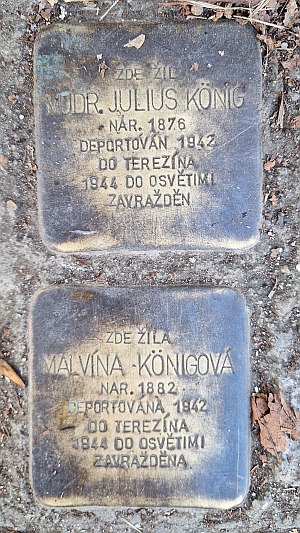 ZDE ŽIL
MUDR. JULIUS KÖNIG
NAR. 1876
DEPORTOVÁN 1942
DO TEREZÍNA
1944 DO OSVĚTIMI
ZAVRAŽDĚN
ZDE ŽILA
MALVÍNA KÖNIGOVÁ
NAR. 1882
DEPORTOVÁNA 1942
DO TEREZÍNA
1944 DO OSVĚTIMI
ZAVRAŽDĚNA